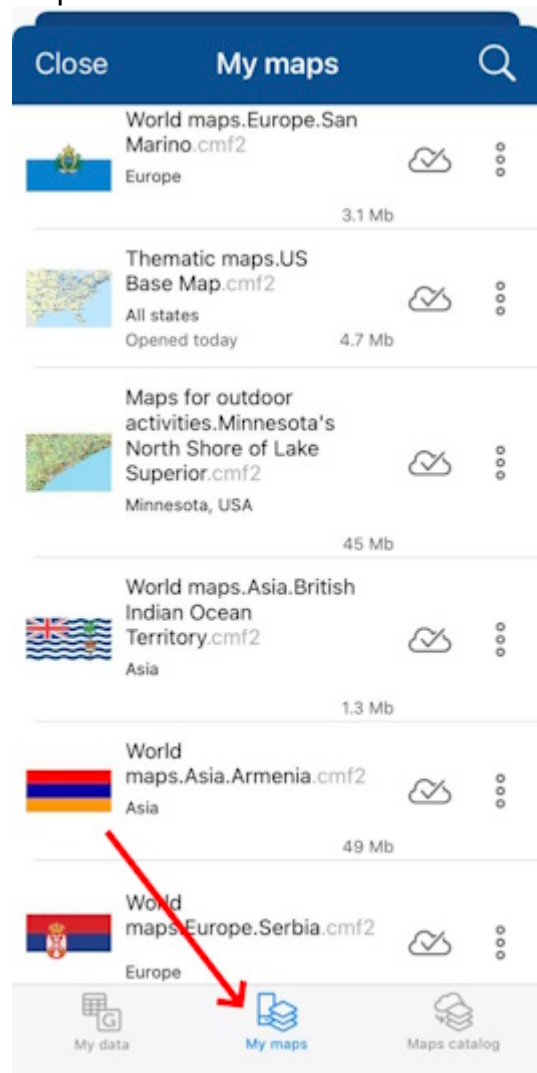 Close
My maps
World maps.Europe.San
Marino.cmf2
Europe
3.1 Mb
Thematic maps.US
Base Map.cmf2
All states
Opened today
4.7 Mb
Maps for outdoor
activities.Minnesota's
North Shore of Lake
Superior.cmf2
Minnesota, USA
45 Mb
World maps.Asia.British
Indian Ocean
Territory.cmf2
Asia
1.3 Mb
World
maps.Asia.Armenia.cmf2
Asia
49 Mb
World
maps.Europe.Serbia.cmf2
Europe
G
My data
My maps
Maps catalog